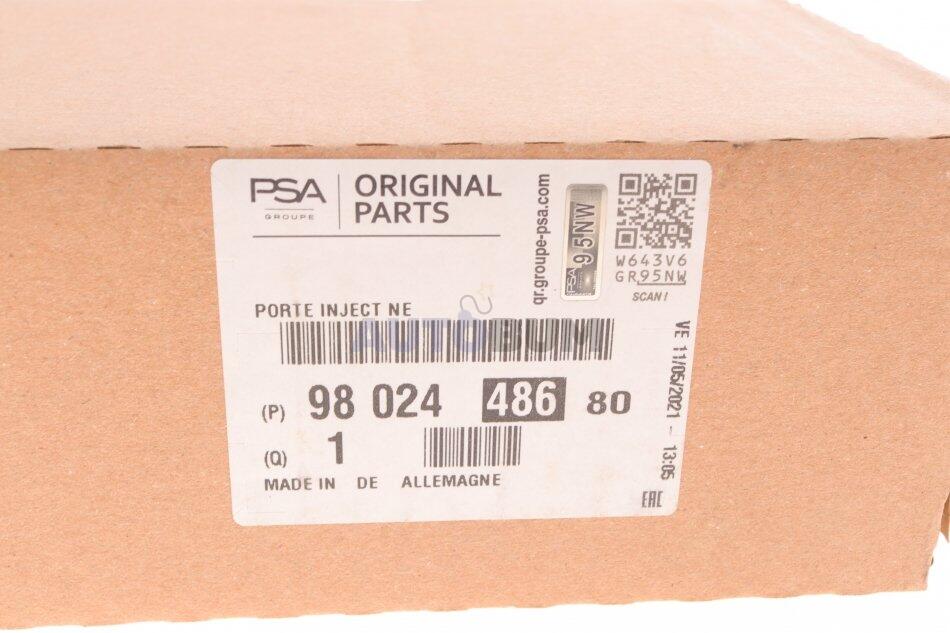 PSA
GROUPE
ORIGINAL
PARTS
qr.groupe-psa.com
PSA 95NW
W643V6
GR95NW
SCAN!
PORTE INJECT NE
AUTOBUM
(P) 98 024 486 80
(Q) 1
MADE IN DE ALLEMAGNE
VE 11/05/2021 - 13:05
EAC